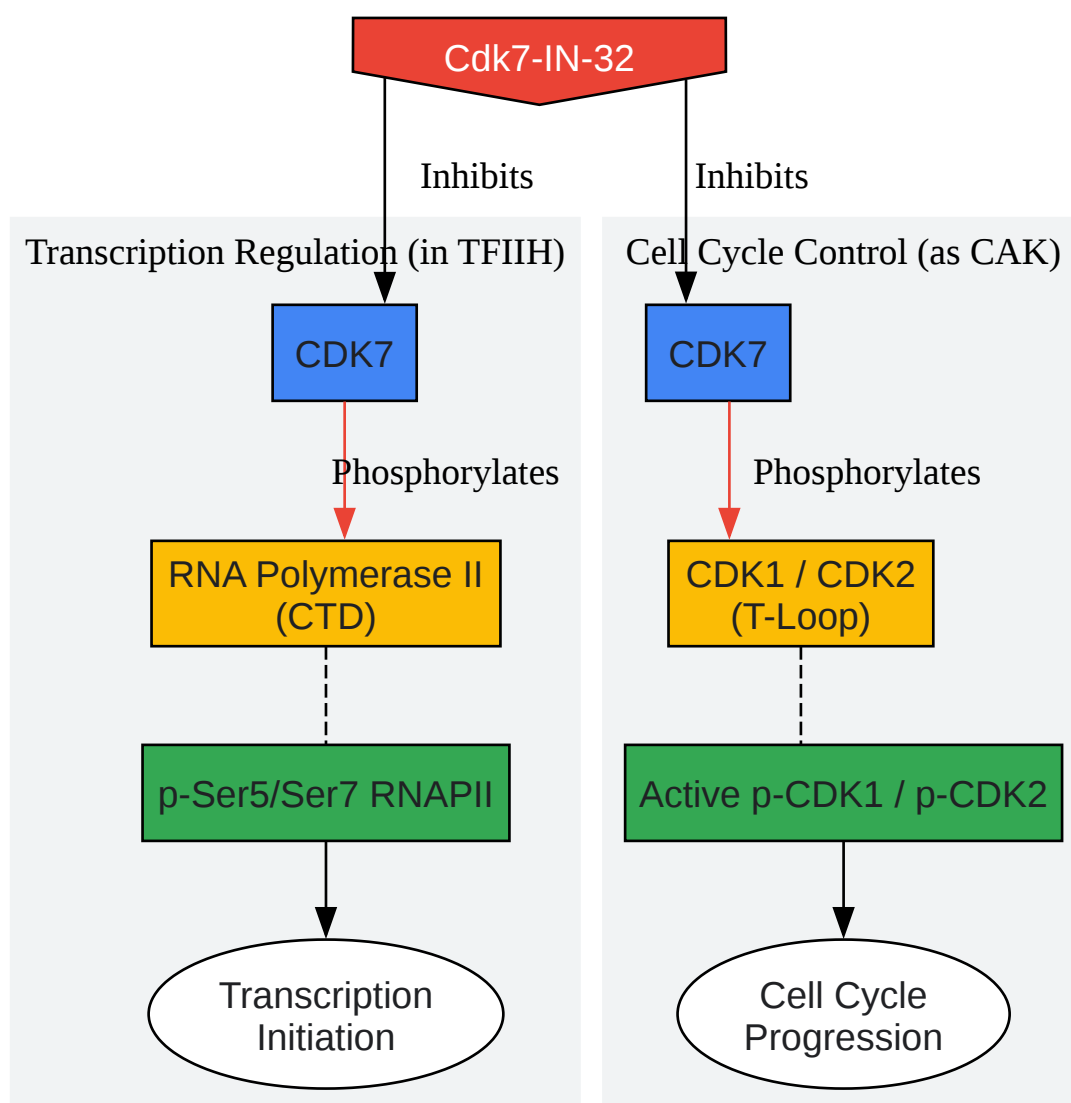 Cdk7-IN-32
Inhibits
Inhibits
Transcription Regulation (in TFIIH)
Cell Cycle Control (as CAK)
CDK7
CDK7
Phosphorylates
Phosphorylates
RNA Polymerase II
(CTD)
CDK1 / CDK2
(T-Loop)
p-Ser5/Ser7 RNAPII
Active p-CDK1 / p-CDK2
Transcription
Initiation
Cell Cycle
Progression